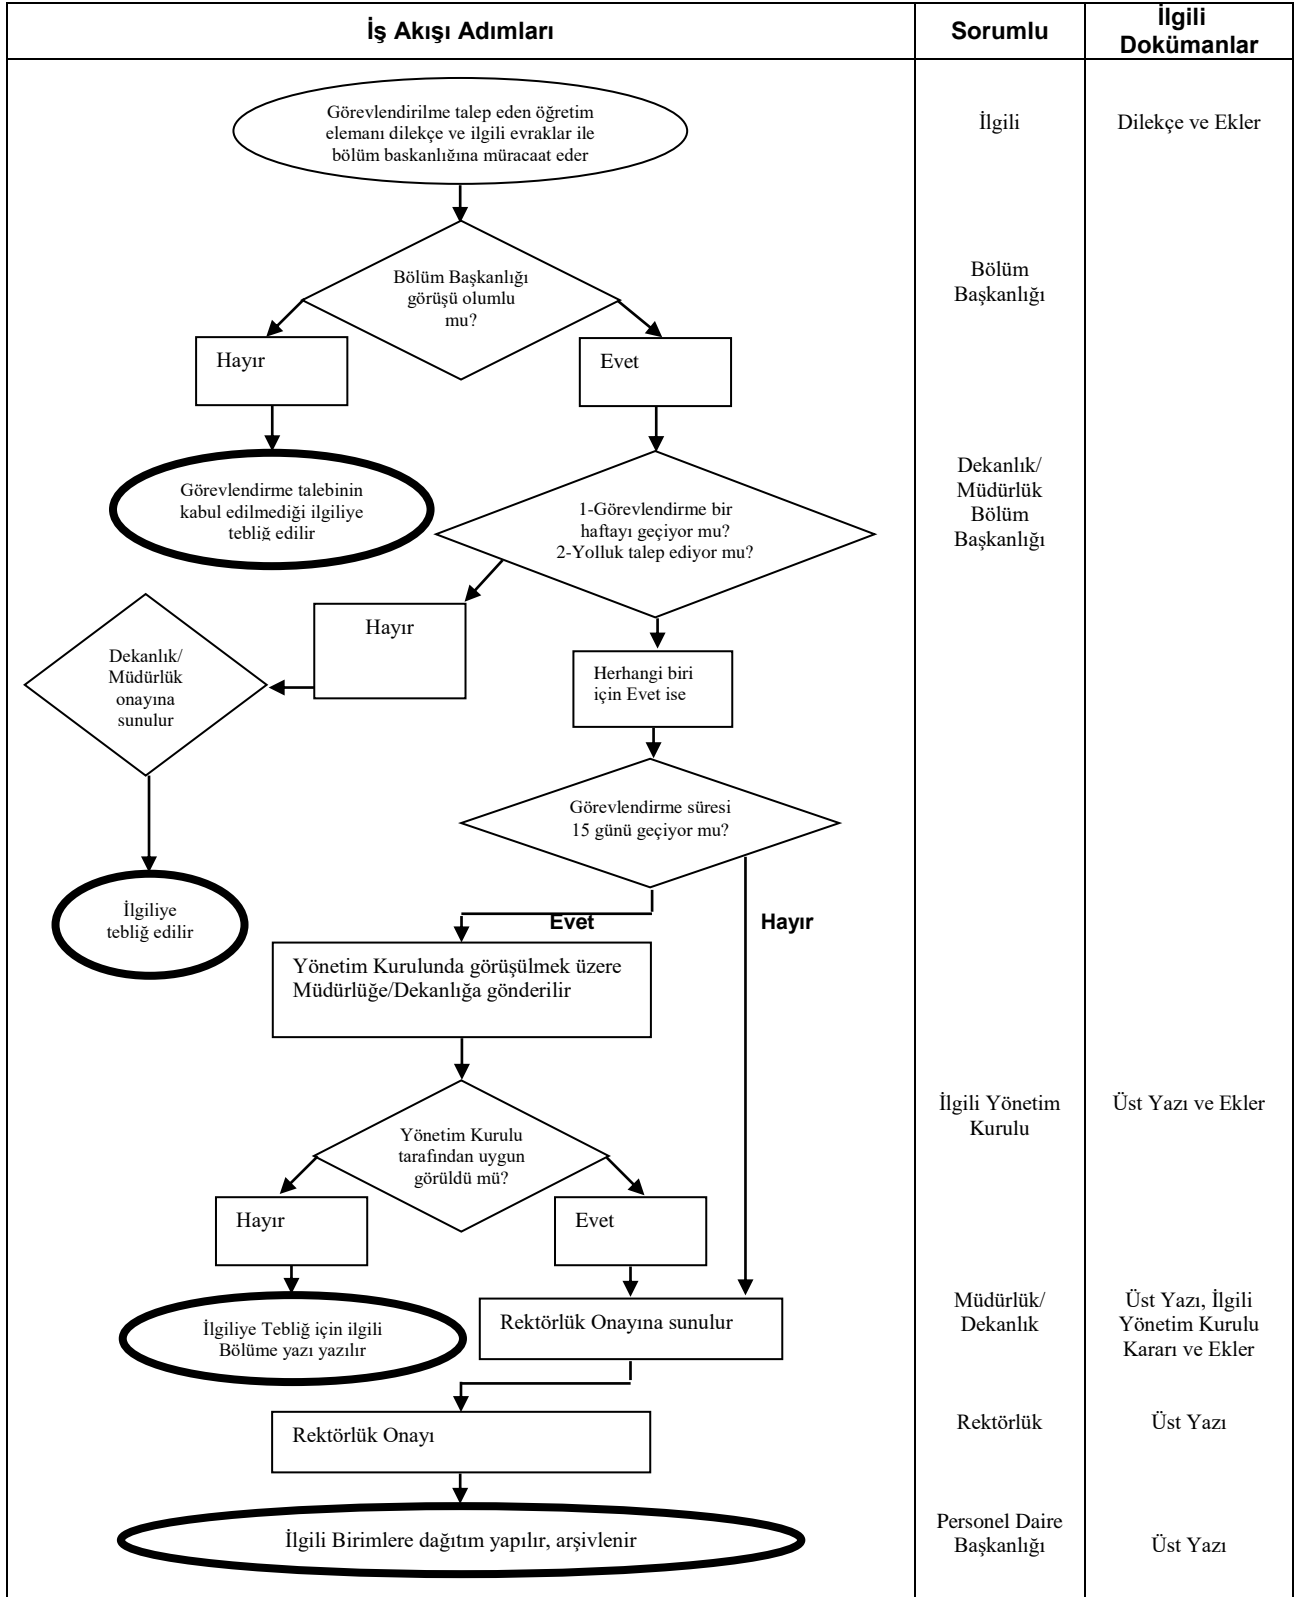 İş Akışı Adımları
Sorumlu
İlgili
Dokümanlar
Görevlendirilme talep eden öğretim
elemanı dilekçe ve ilgili evraklar ile
bölüm başkanlığına müracaat eder
İlgili
Dilekçe ve Ekler
Bölüm Başkanlığı
görüşü olumlu
mu?
Bölüm
Başkanlığı
Hayır
Evet
Görevlendirme talebinin
kabul edilmediği ilgiliye
tebliğ edilir
1-Görevlendirme bir
haftayı geçiyor mu?
2-Yolluk talep ediyor mu?
Dekanlık/
Müdürlük
Bölüm
Başkanlığı
Hayır
Dekanlık/
Müdürlük
onayına
sunulur
Herhangi biri
için Evet ise
Görevlendirme süresi
15 günü geçiyor mu?
İlgiliye
tebliğ edilir
Evet
Hayır
Yönetim Kurulunda görüşülmek üzere
Müdürlüğe/Dekanlığa gönderilir
Yönetim Kurulu
tarafından uygun
görüldü mü?
İlgili Yönetim
Kurulu
Üst Yazı ve Ekler
Hayır
Evet
İlgiliye Tebliğ için ilgili
Bölüme yazı yazılır
Rektörlük Onayına sunulur
Müdürlük/
Dekanlık
Üst Yazı, İlgili
Yönetim Kurulu
Kararı ve Ekler
Rektörlük Onayı
Rektörlük
Üst Yazı
İlgili Birimlere dağıtım yapılır, arşivlenir
Personel Daire
Başkanlığı
Üst Yazı